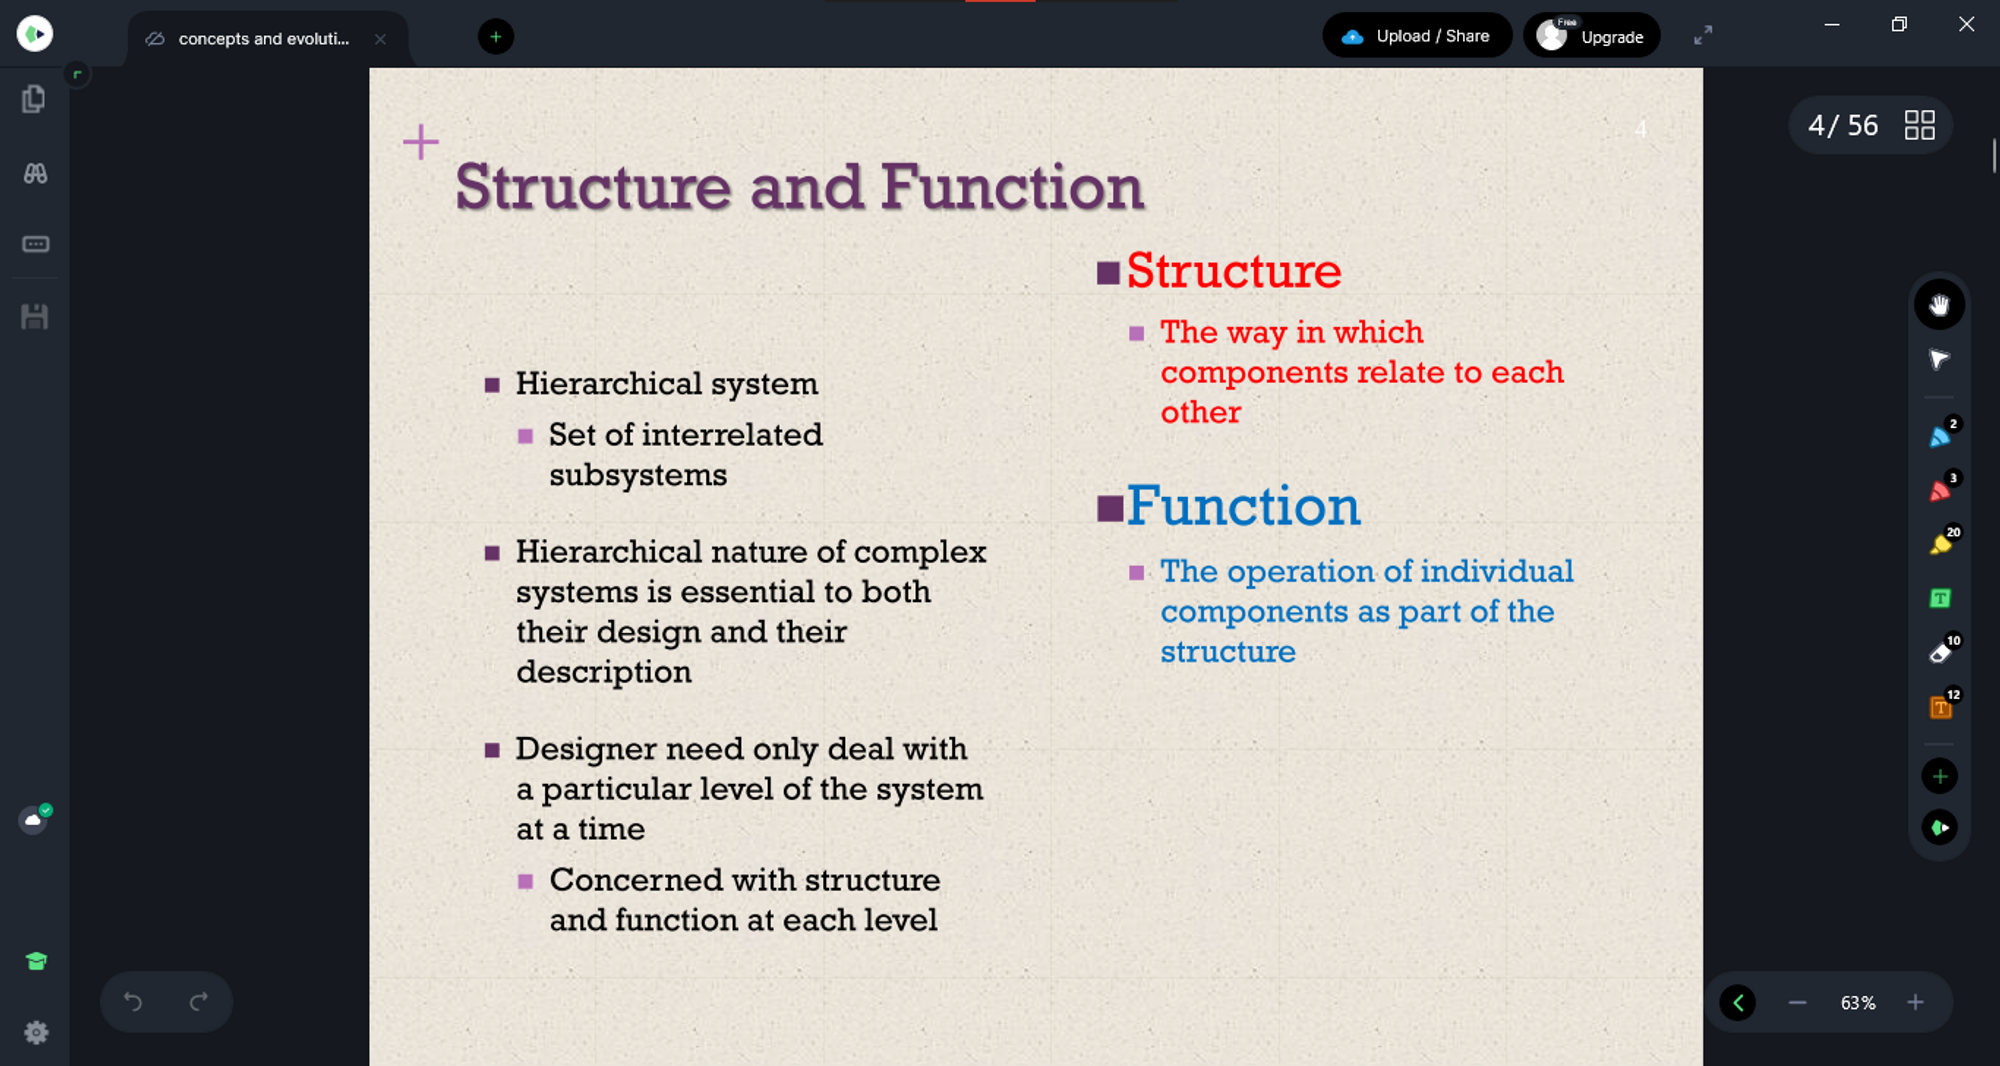 concepts and evoluti...
Upload / Share
Free
Upgrade
4/ 56
4
Structure and Function
Hierarchical system
Set of interrelated
subsystems
Hierarchical nature of complex
systems is essential to both
their design and their
description
Designer need only deal with
a particular level of the system
at a time
Concerned with structure
and function at each level
Structure
The way in which
components relate to each
other
Function
The operation of individual
components as part of the
structure
2
3
20
T
10
12
T
63%